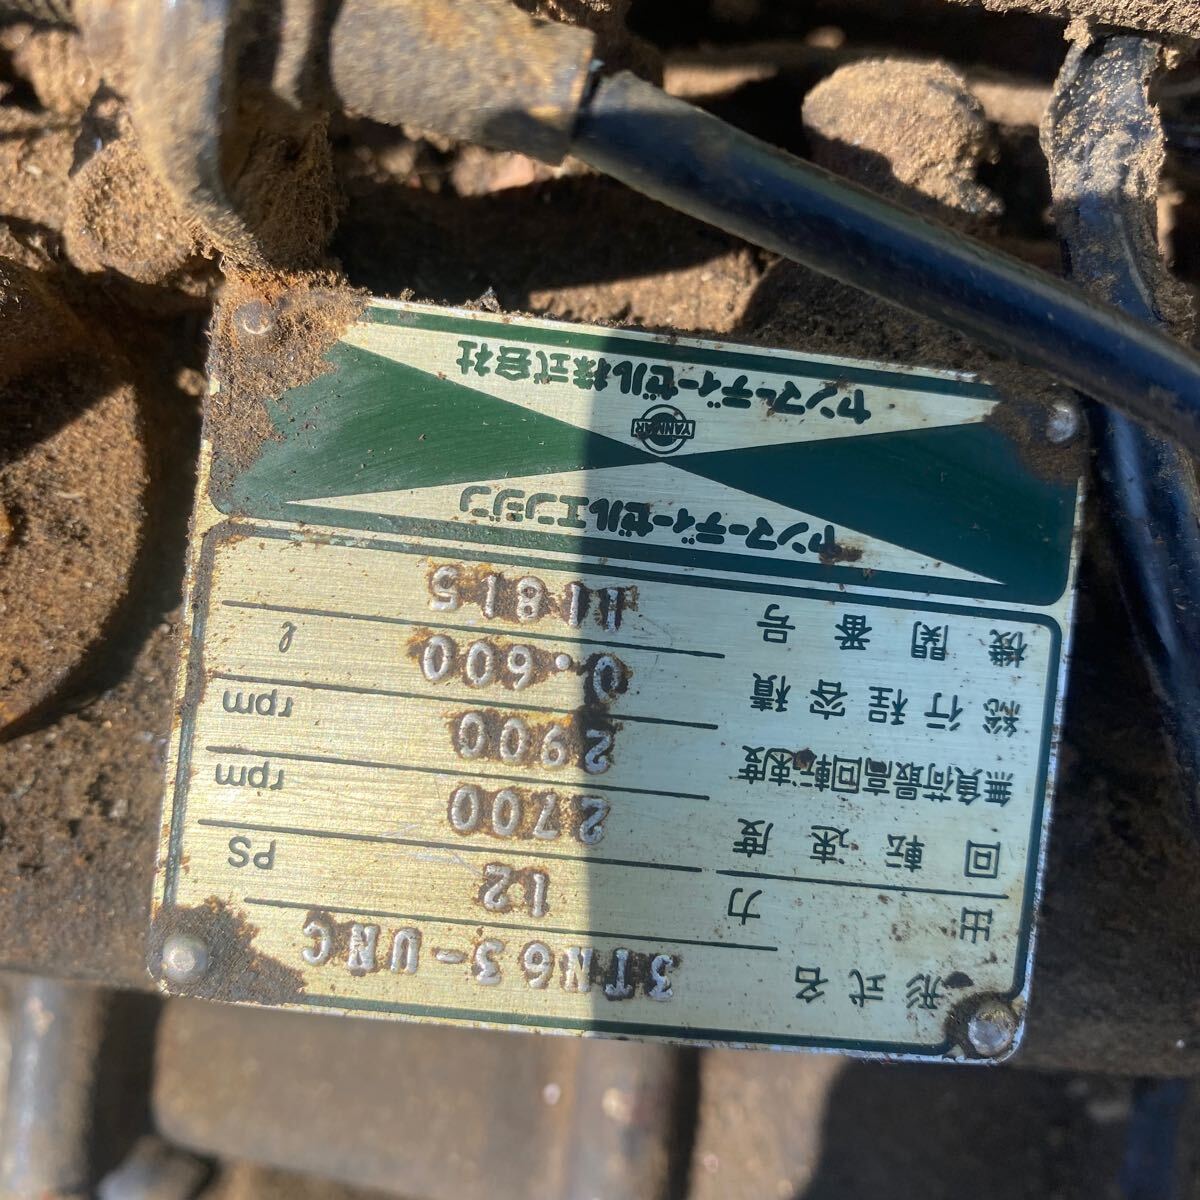 形式名 3TN63-UNC
出力 12 PS
回転速度 2700 rpm
無負荷最高回転速度 2900 rpm
総行程容積 0.600 ℓ
機関番号 11815
ヤンマーディーゼルエンジン
YANMAR
ヤンマーディーゼル株式会社